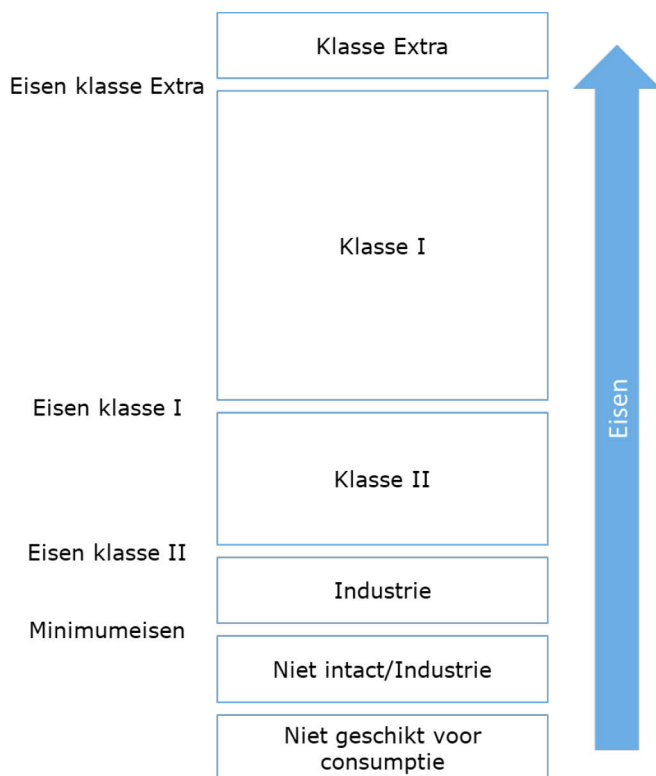 Klasse Extra
Eisen klasse Extra
Klasse I
Eisen klasse I
Klasse II
Eisen klasse II
Industrie
Minimumeisen
Niet intact/Industrie
Niet geschikt voor
consumptie
Eisen